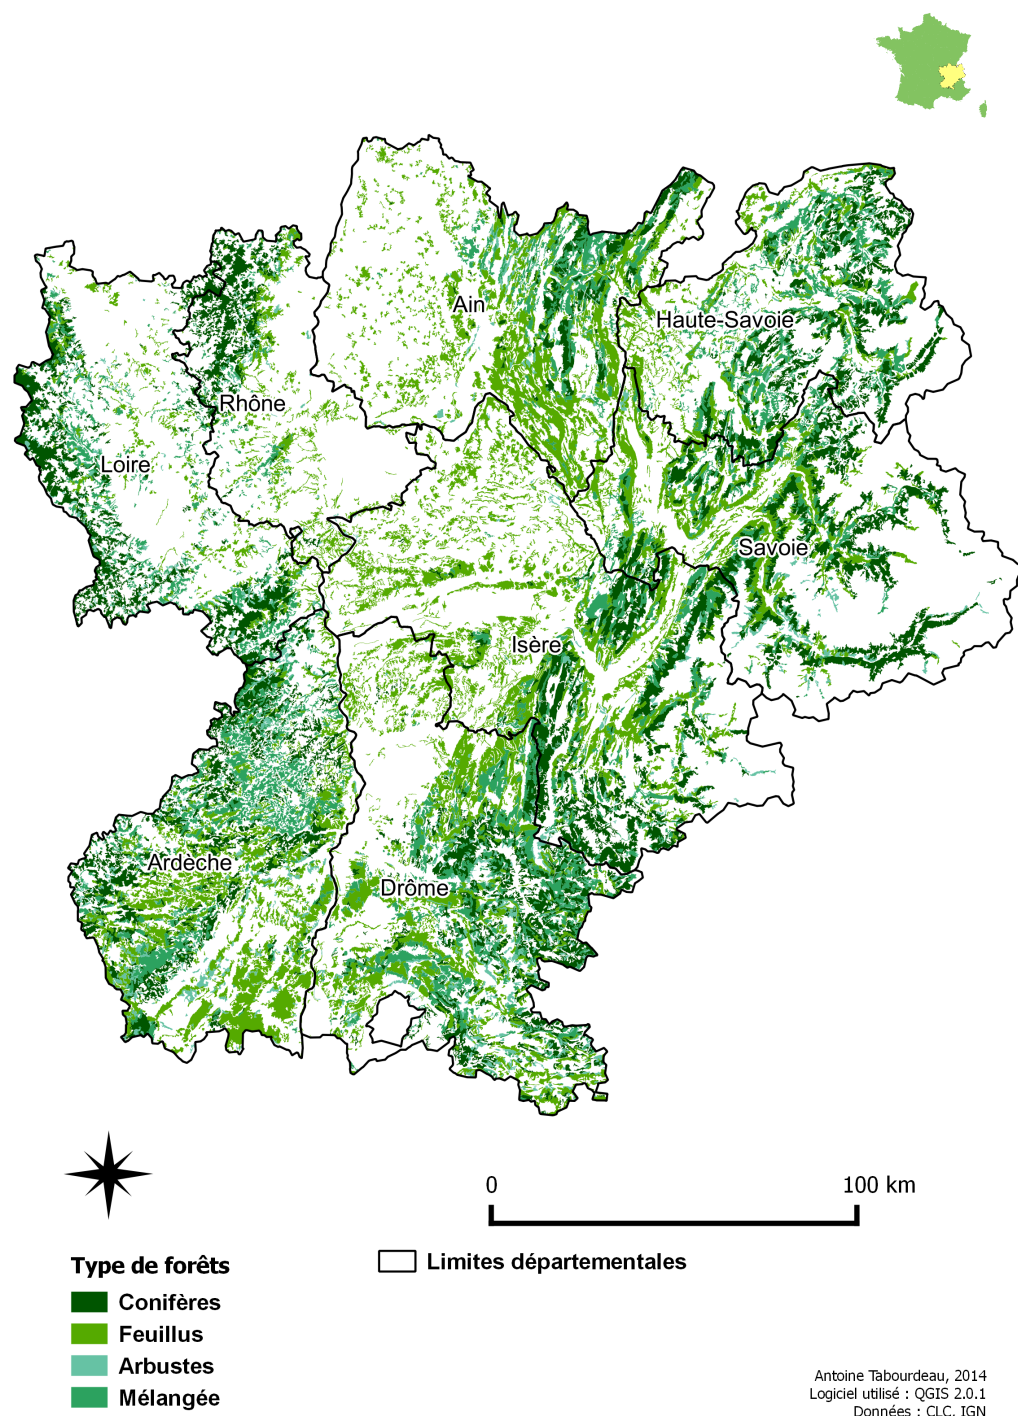 Ain
Haute-Savoie
Rhône
Loire
Savoie
Isère
Ardèche
Drôme
0
100 km
Type de forêts
Limites départementales
Conifères
Feuillus
Arbustes
Mélangée
Antoine Tabourdeau, 2014
Logiciel utilisé : QGIS 2.0.1
Données : CLC, IGN